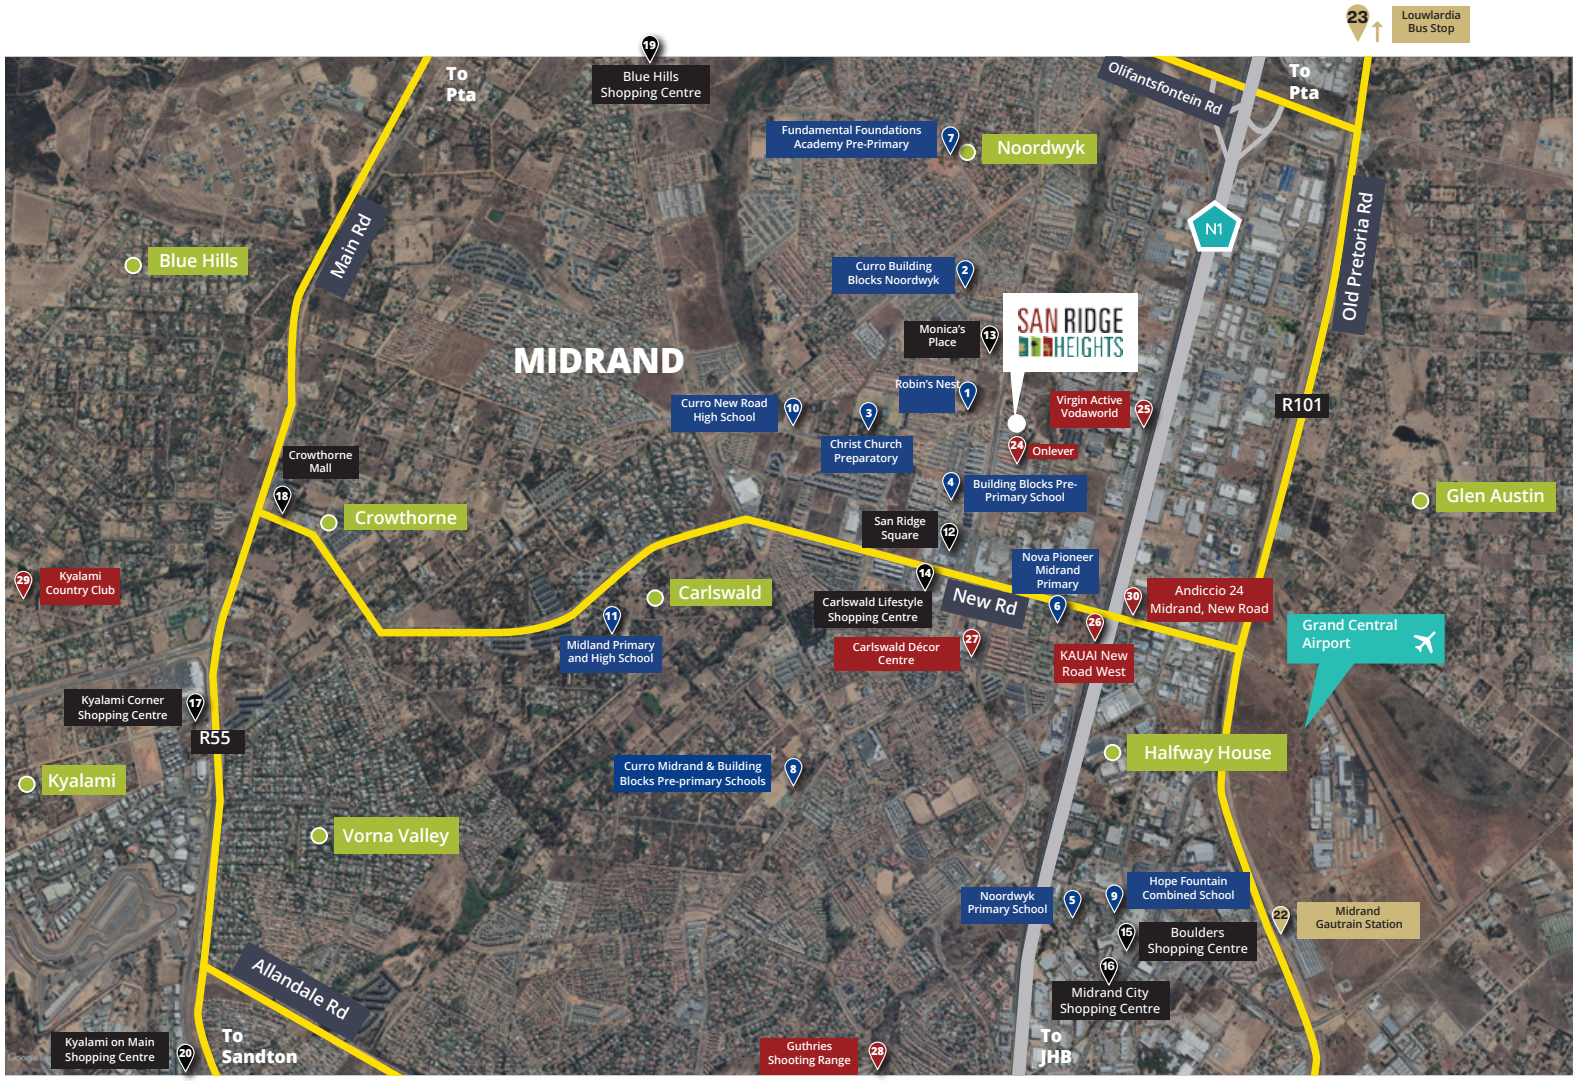 23
Louwlardia
Bus Stop
19
Blue Hills
Shopping Centre
To
Pta
Olifantsfontein Rd
To
Pta
Fundamental Foundations
Academy Pre-Primary
7
Noordwyk
Main Rd
Old Pretoria Rd
N1
Blue Hills
Curro Building
Blocks Noordwyk
2
Monica's
Place
13
SAN RIDGE
HEIGHTS
MIDRAND
Robin's Nest
1
Curro New Road
High School
10
3
Christ Church
Preparatory
Virgin Active
Vodaworld
25
R101
24
Onlever
Crowthorne
Mall
18
4
Building Blocks Pre-
Primary School
Glen Austin
Crowthorne
San Ridge
Square
12
Nova Pioneer
Midrand
Primary
6
14
Carlswald Lifestyle
Shopping Centre
New Rd
29
Kyalami
Country Club
Carlswald
30
Andiccio 24
Midrand, New Road
11
Midland Primary
and High School
Carlswald Décor
Centre
27
26
KAUAI New
Road West
Grand Central
Airport
Kyalami Corner
Shopping Centre
17
R55
Halfway House
Kyalami
Curro Midrand & Building
Blocks Pre-primary Schools
8
Vorna Valley
Noordwyk
Primary School
5
9
Hope Fountain
Combined School
22
Midrand
Gautrain Station
15
Boulders
Shopping Centre
16
Midrand City
Shopping Centre
Allandale Rd
Kyalami on Main
Shopping Centre
20
To
Sandton
Guthries
Shooting Range
28
To
JHB
Google